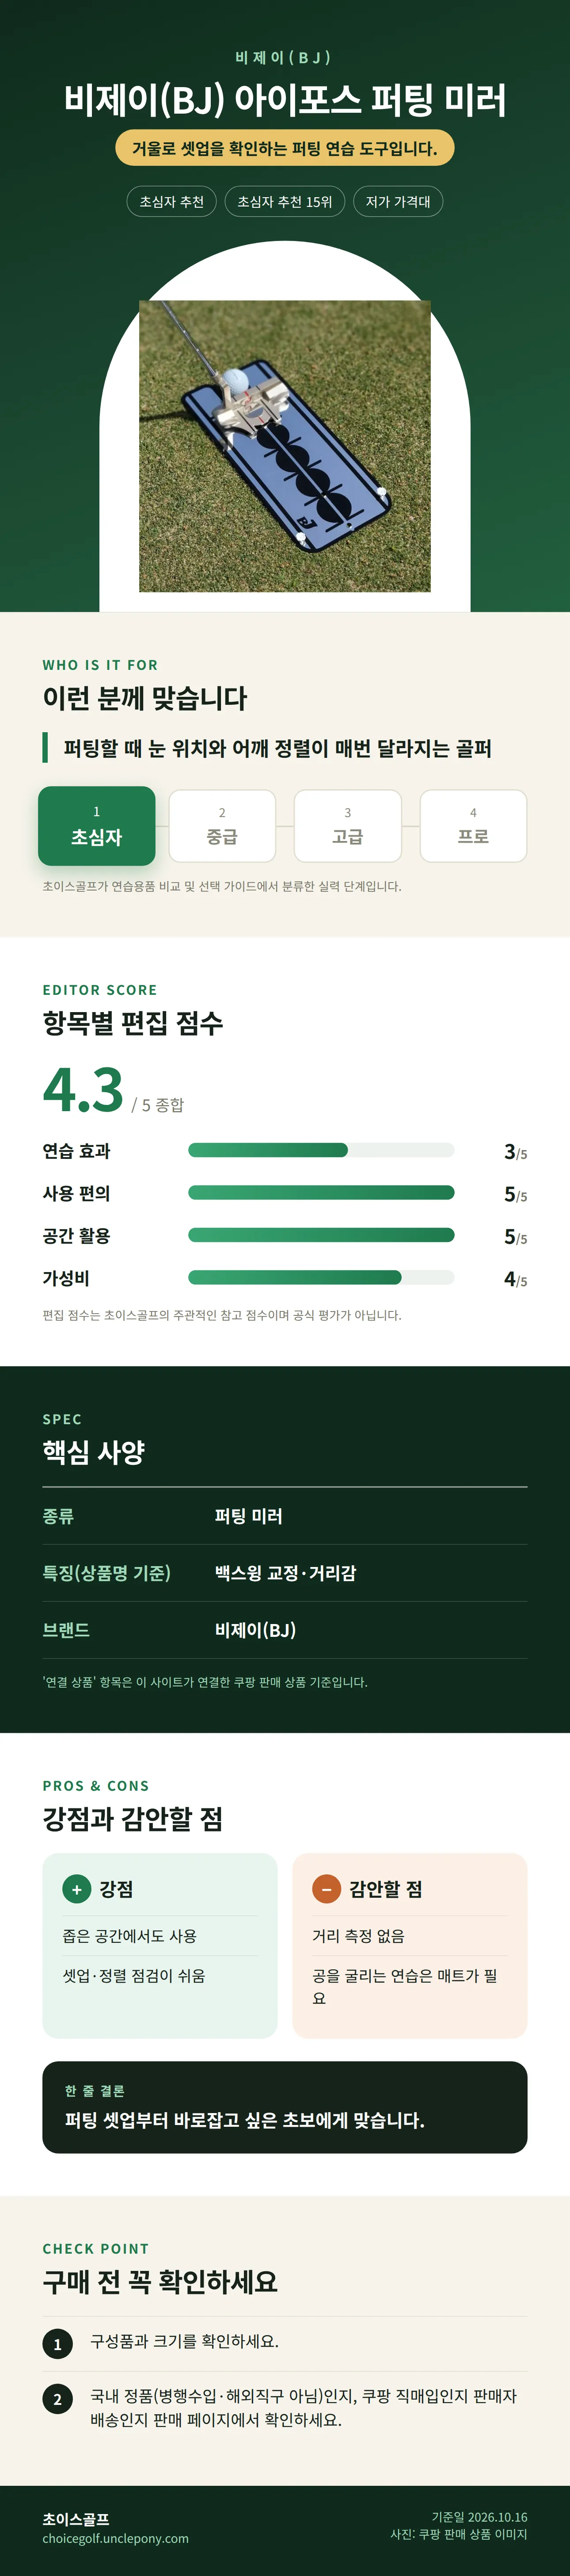 비제이(BJ)
비제이(BJ) 아이포스 퍼팅 미러
거울로 셋업을 확인하는 퍼팅 연습 도구입니다.
초심자 추천
초심자 추천 15위
저가 가격대
BJ
WHO IS IT FOR
이런 분께 맞습니다
퍼팅할 때 눈 위치와 어깨 정렬이 매번 달라지는 골퍼
1
초심자
2
중급
3
고급
4
프로
초이스골프가 연습용품 비교 및 선택 가이드에서 분류한 실력 단계입니다.
EDITOR SCORE
항목별 편집 점수
4.3 / 5 종합
연습 효과 3/5
사용 편의 5/5
공간 활용 5/5
가성비 4/5
편집 점수는 초이스골프의 주관적인 참고 점수이며 공식 평가가 아닙니다.
SPEC
핵심 사양
종류 퍼팅 미러
특징(상품명 기준) 백스윙 교정·거리감
브랜드 비제이(BJ)
'연결 상품' 항목은 이 사이트가 연결한 쿠팡 판매 상품 기준입니다.
PROS & CONS
강점과 감안할 점
+ 강점
좁은 공간에서도 사용
셋업·정렬 점검이 쉬움
− 감안할 점
거리 측정 없음
공을 굴리는 연습은 매트가 필
요
한 줄 결론
퍼팅 셋업부터 바로잡고 싶은 초보에게 맞습니다.
CHECK POINT
구매 전 꼭 확인하세요
1 구성품과 크기를 확인하세요.
2 국내 정품(병행수입·해외직구 아님)인지, 쿠팡 직매입인지 판매자
배송인지 판매 페이지에서 확인하세요.
초이스골프
choicegolf.unclepony.com
기준일 2026.10.16
사진: 쿠팡 판매 상품 이미지